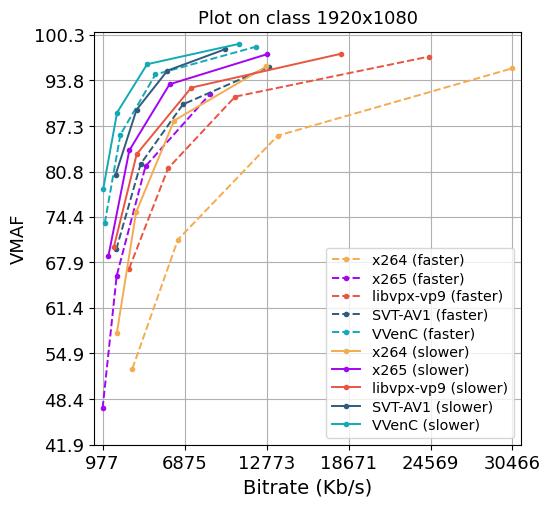 Plot on class 1920x1080
100.3
93.8
87.3
80.8
74.4
67.9
61.4
54.9
48.4
41.9
VMAF
x264 (faster)
x265 (faster)
libvpx-vp9 (faster)
SVT-AV1 (faster)
VVenC (faster)
x264 (slower)
x265 (slower)
libvpx-vp9 (slower)
SVT-AV1 (slower)
VVenC (slower)
977 6875 12773 18671 24569 30466
Bitrate (Kb/s)